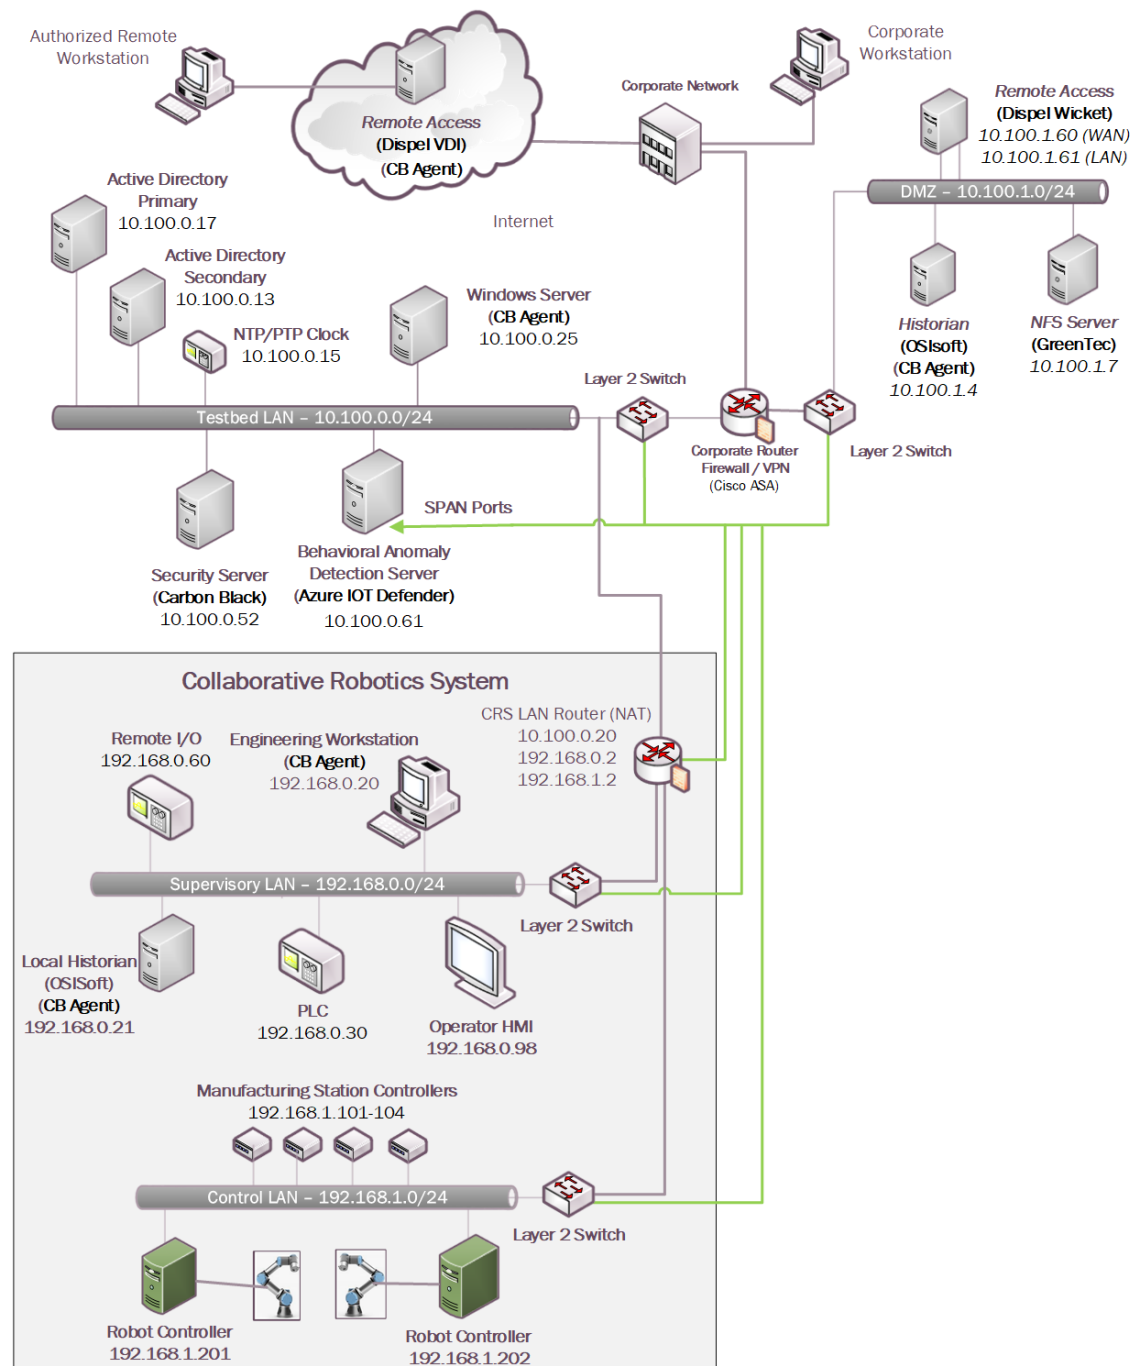 Authorized Remote
Workstation
Remote Access
(Dispel VDI)
(CB Agent)
Corporate Network
Corporate
Workstation
Remote Access
(Dispel Wicket)
10.100.1.60 (WAN)
10.100.1.61 (LAN)
DMZ – 10.100.1.0/24
Active Directory
Primary
10.100.0.17
Internet
Active Directory
Secondary
10.100.0.13
NTP/PTP Clock
10.100.0.15
Windows Server
(CB Agent)
10.100.0.25
Historian
(OSIsoft)
(CB Agent)
10.100.1.4
NFS Server
(GreenTec)
10.100.1.7
Layer 2 Switch
Testbed LAN – 10.100.0.0/24
Corporate Router
Firewall / VPN
(Cisco ASA)
Layer 2 Switch
SPAN Ports
Security Server
(Carbon Black)
10.100.0.52
Behavioral Anomaly
Detection Server
(Azure IOT Defender)
10.100.0.61
Collaborative Robotics System
CRS LAN Router (NAT)
10.100.0.20
192.168.0.2
192.168.1.2
Remote I/O
192.168.0.60
Engineering Workstation
(CB Agent)
192.168.0.20
Supervisory LAN – 192.168.0.0/24
Layer 2 Switch
Local Historian
(OSISoft)
(CB Agent)
192.168.0.21
PLC
192.168.0.30
Operator HMI
192.168.0.98
Manufacturing Station Controllers
192.168.1.101-104
Control LAN – 192.168.1.0/24
Layer 2 Switch
Robot Controller
192.168.1.201
Robot Controller
192.168.1.202